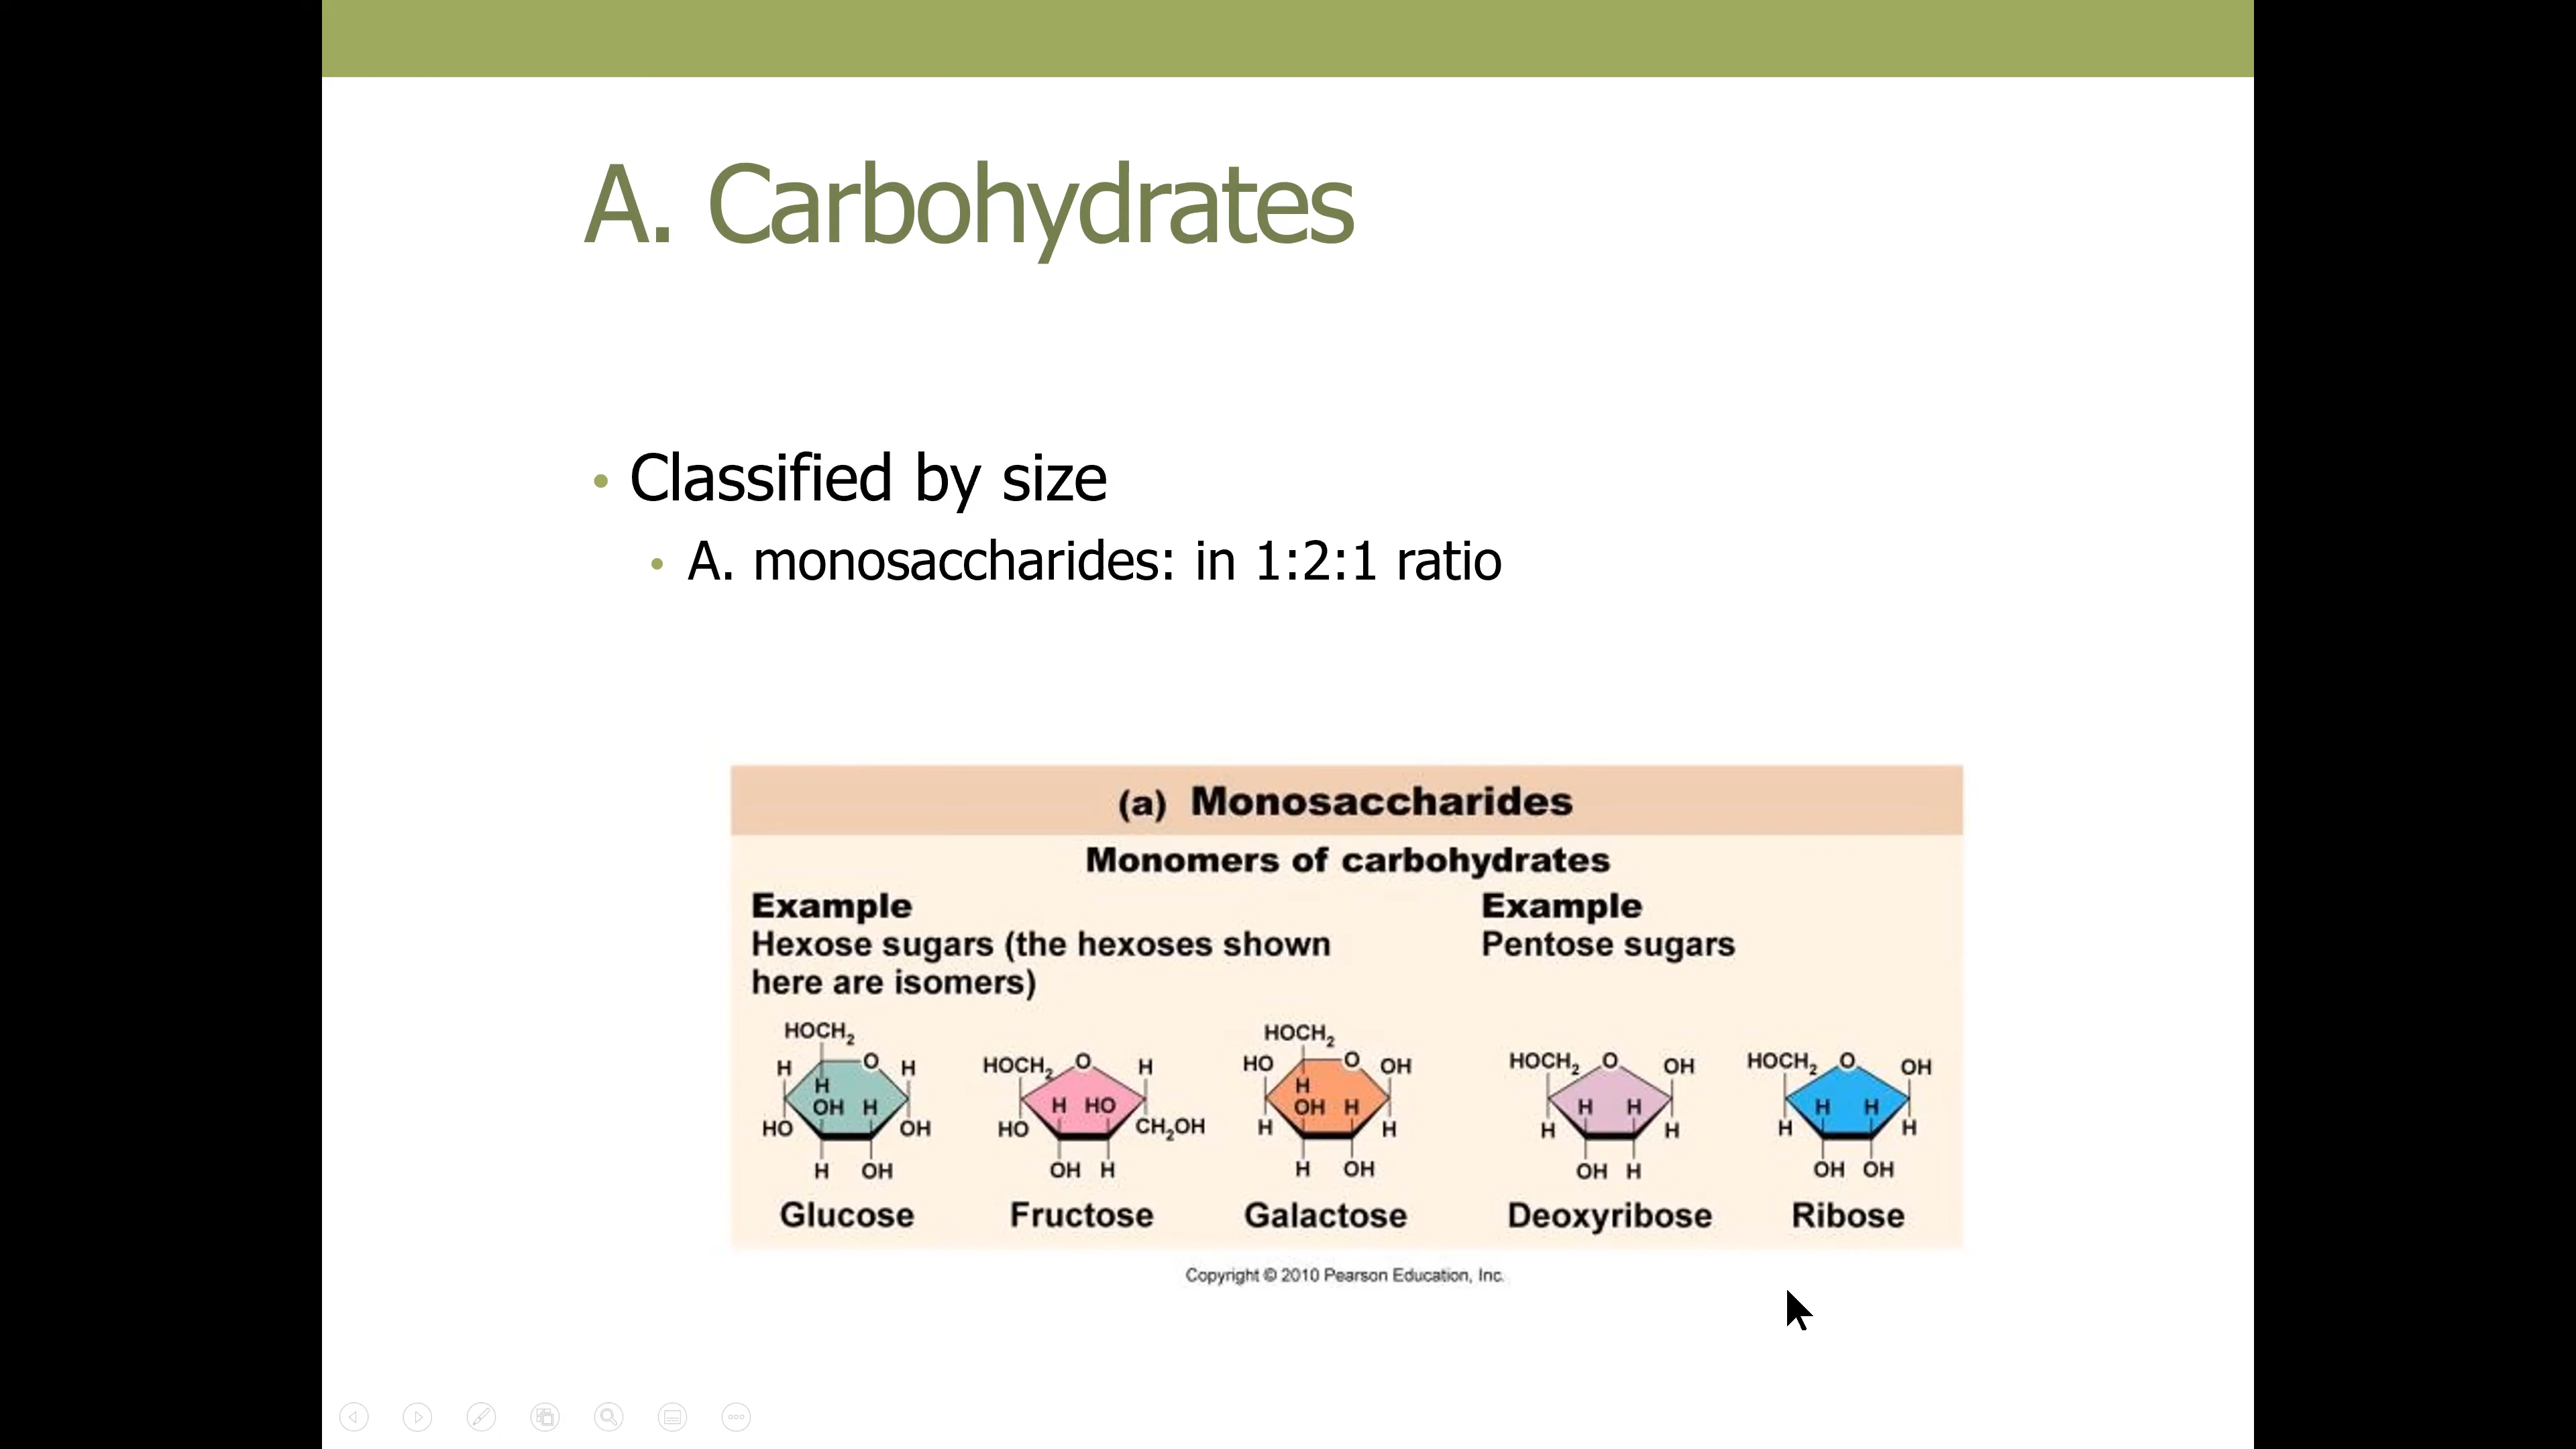 A. Carbohydrates
• Classified by size
• A. monosaccharides: in 1:2:1 ratio
(a) Monosaccharides
Monomers of carbohydrates
Example
Hexose sugars (the hexoses shown
here are isomers)
Example
Pentose sugars
HOCH2
H O H
H
OH H
HO OH
H OH
Glucose
HOCH2 O H
H HO
HO CH2OH
OH H
Fructose
HOCH2
HO O OH
H
OH H
H H
H OH
Galactose
HOCH2 O OH
H H
H H
OH H
Deoxyribose
HOCH2 O OH
H H
H H
OH OH
Ribose
Copyright © 2010 Pearson Education, Inc.